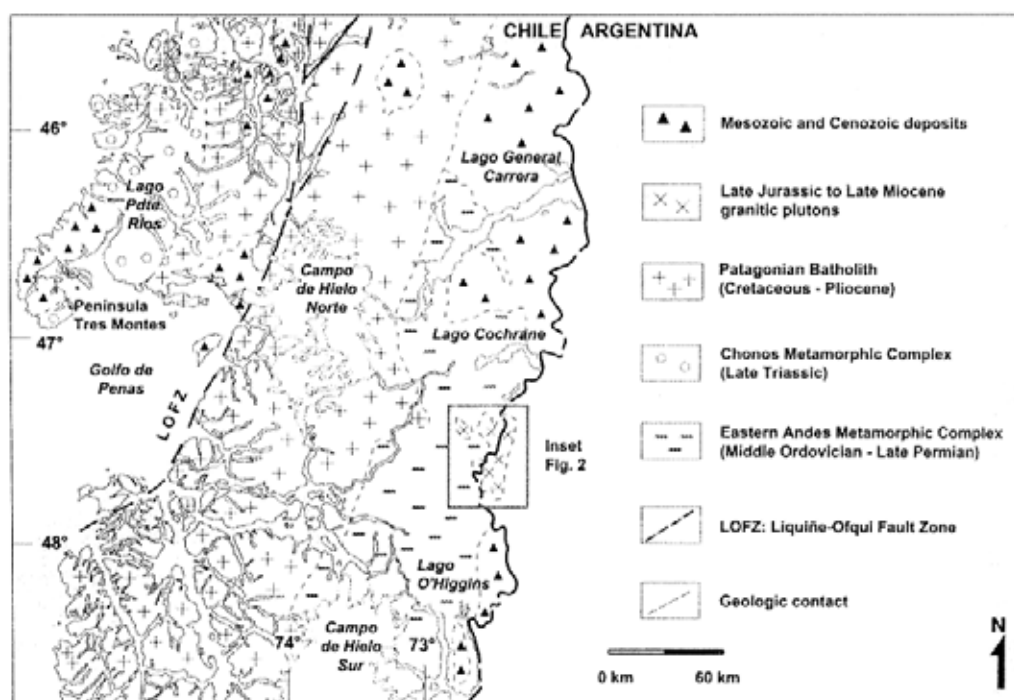 CHILE ARGENTINA
46°
Lago General
Carrera
Lago
Pdte
Ríos
Campo
de Hielo
Norte
Península
Tres Montes
Lago Cochrane
47°
Golfo de
Penas
LOFZ
Inset
Fig. 2
48°
Lago
O'Higgins
74°
Campo
de Hielo
Sur
73°
Mesozoic and Cenozoic deposits
Late Jurassic to Late Miocene
granitic plutons
Patagonian Batholith
(Cretaceous - Pliocene)
Chonos Metamorphic Complex
(Late Triassic)
Eastern Andes Metamorphic Complex
(Middle Ordovician - Late Permian)
LOFZ: Liquiñe-Ofqui Fault Zone
Geologic contact
N
0 km 60 km